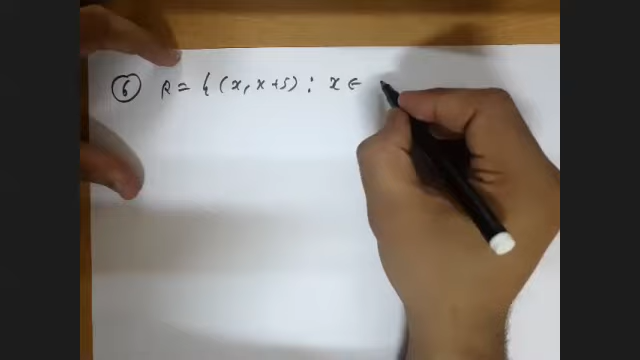 6 R = { (x, x+5) : x ∈